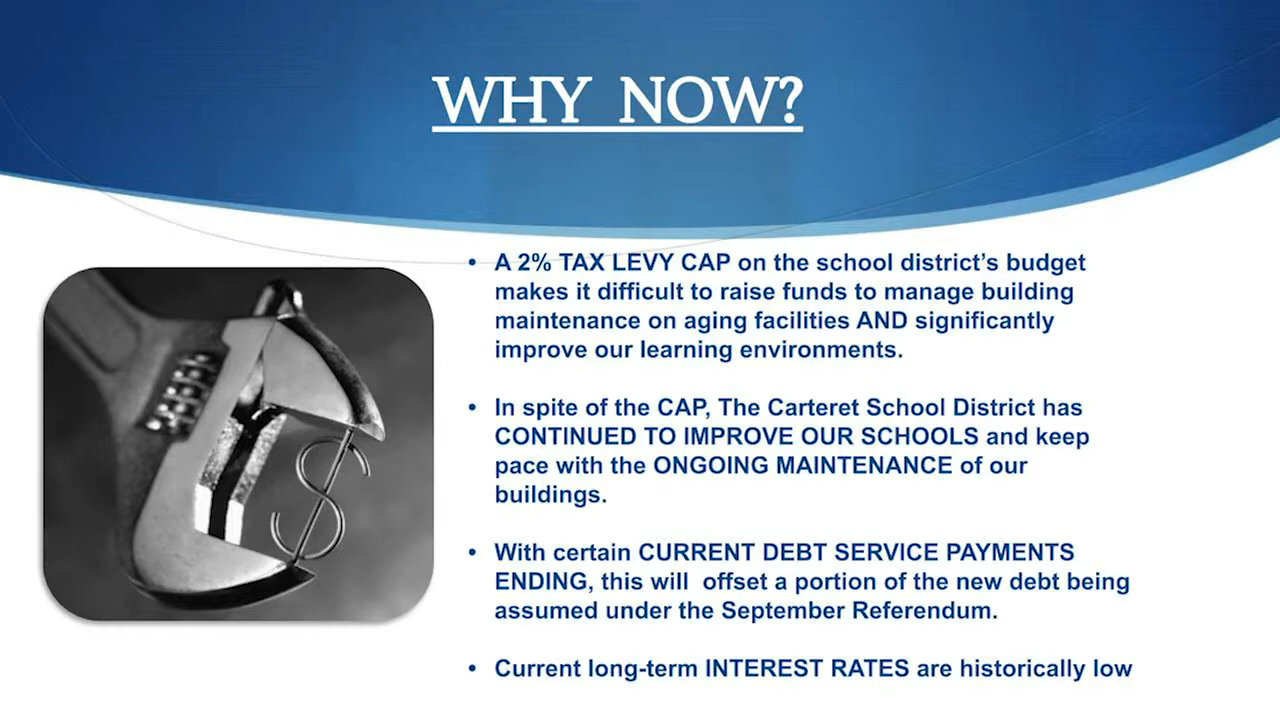 WHY NOW?
• A 2% TAX LEVY CAP on the school district’s budget
makes it difficult to raise funds to manage building
maintenance on aging facilities AND significantly
improve our learning environments.
• In spite of the CAP, The Carteret School District has
CONTINUED TO IMPROVE OUR SCHOOLS and keep
pace with the ONGOING MAINTENANCE of our
buildings.
• With certain CURRENT DEBT SERVICE PAYMENTS
ENDING, this will  offset a portion of the new debt being
assumed under the September Referendum.
• Current long-term INTEREST RATES are historically low
$